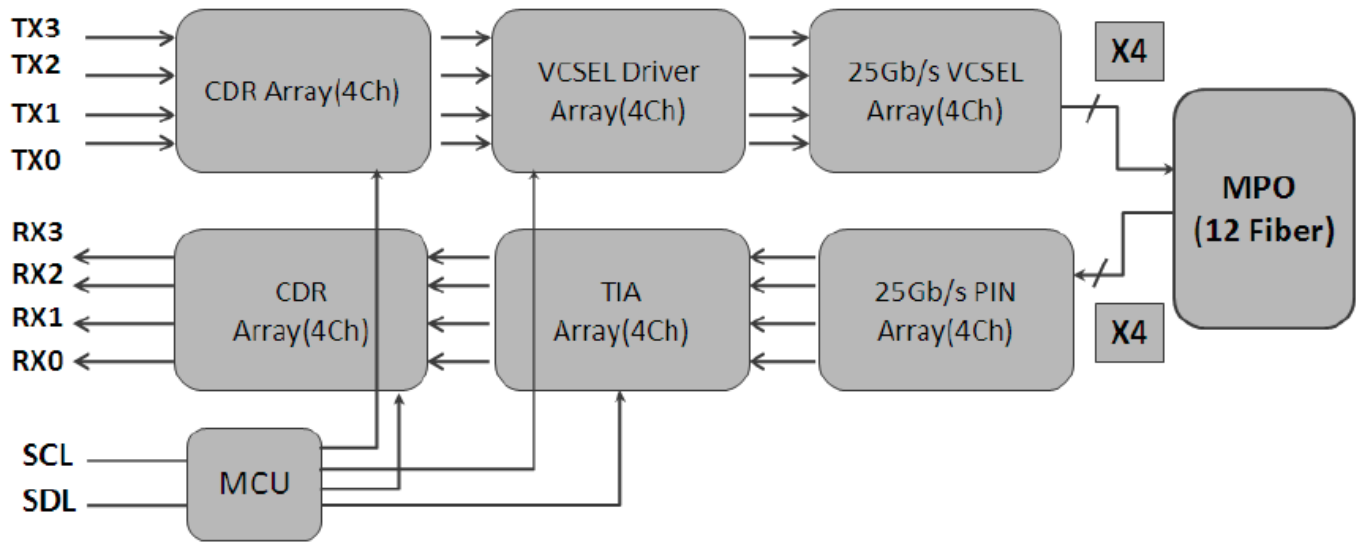 TX3
TX2
TX1
TX0
CDR Array(4Ch)
VCSEL Driver
Array(4Ch)
25Gb/s VCSEL
Array(4Ch)
X4
MPO
(12 Fiber)
RX3
RX2
RX1
RX0
CDR
Array(4Ch)
TIA
Array(4Ch)
25Gb/s PIN
Array(4Ch)
X4
SCL
SDL
MCU